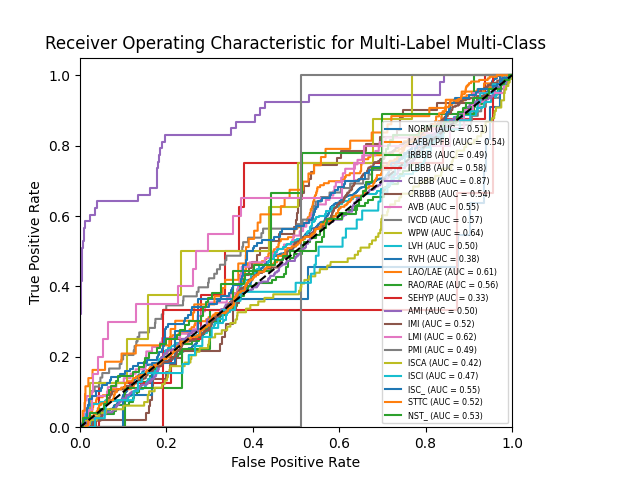 Receiver Operating Characteristic for Multi-Label Multi-Class
True Positive Rate
1.0
0.8
0.6
0.4
0.2
0.0
NORM (AUC = 0.51)
LAFB/LPFB (AUC = 0.54)
IRBBB (AUC = 0.49)
ILBBB (AUC = 0.58)
CLBBB (AUC = 0.87)
CRBBB (AUC = 0.54)
AVB (AUC = 0.55)
IVCD (AUC = 0.57)
WPW (AUC = 0.64)
LVH (AUC = 0.50)
RVH (AUC = 0.38)
LAO/LAE (AUC = 0.61)
RAO/RAE (AUC = 0.56)
SEHYP (AUC = 0.33)
AMI (AUC = 0.50)
IMI (AUC = 0.52)
LMI (AUC = 0.62)
PMI (AUC = 0.49)
ISCA (AUC = 0.42)
ISCI (AUC = 0.47)
ISC_ (AUC = 0.55)
STTC (AUC = 0.52)
NST_ (AUC = 0.53)
0.0 0.2 0.4 0.6 0.8 1.0
False Positive Rate